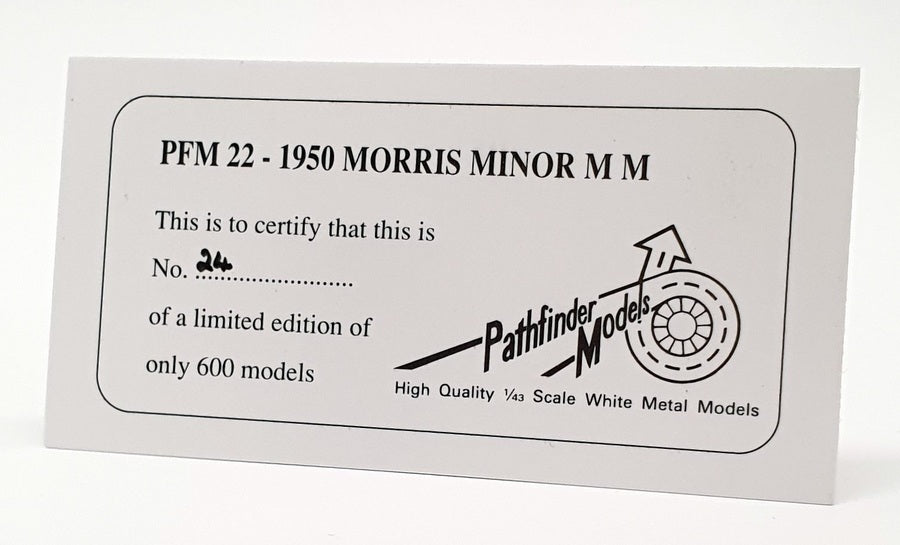 PFM 22 - 1950 MORRIS MINOR M M
This is to certify that this is
No. 24
of a limited edition of
only 600 models
Pathfinder
Models
High Quality 1/43 Scale White Metal Models